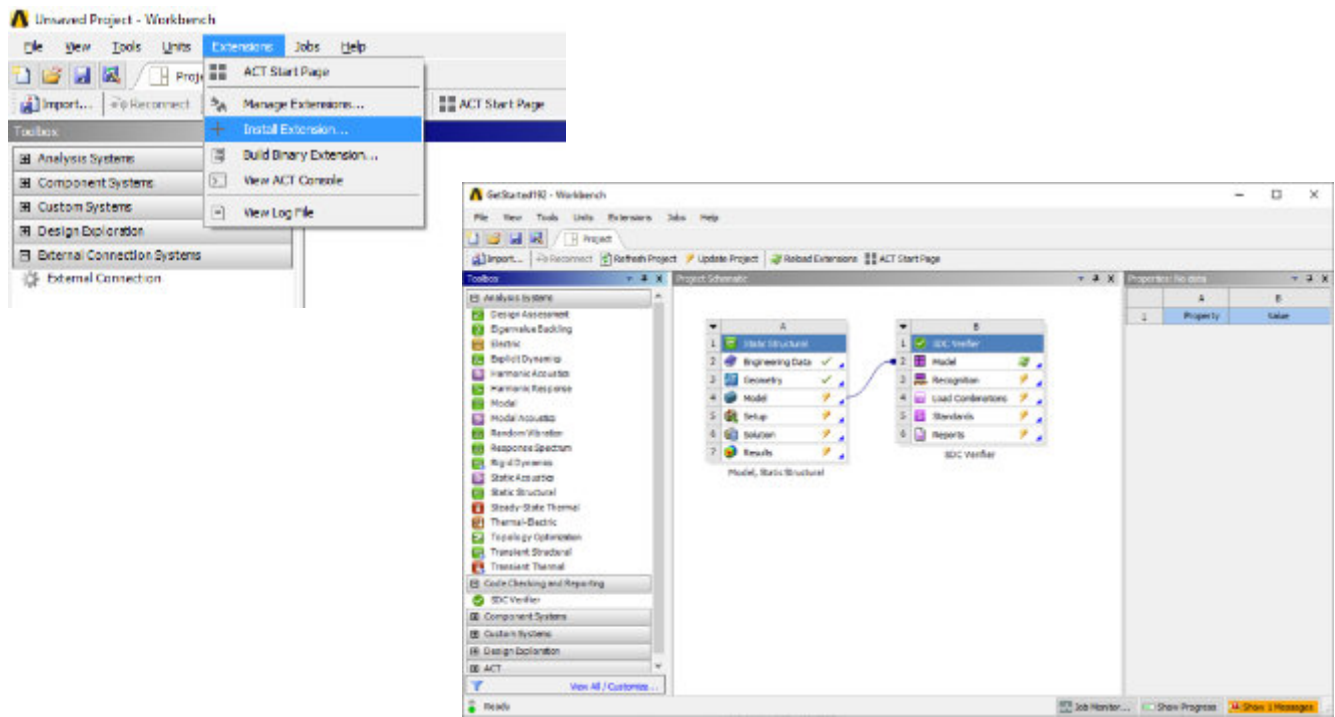 Unsaved Project - Workbench
File View Tools Units Extensions Jobs Help
Proj
Import... Reconnect
ACT Start Page
Manage Extensions...
Install Extension...
Build Binary Extension...
View ACT Console
View Log File
ACT Start Page
Toolbox
Analysis Systems
Component Systems
Custom Systems
Design Exploration
External Connection Systems
External Connection
GetStarted192 - Workbench
File View Tools Units Extensions Jobs Help
Project
Import... Reconnect Refresh Project Update Project Reload Extensions ACT Start Page
Toolbox
Analysis Systems
Design Assessment
Eigenvalue Buckling
Electric
Explicit Dynamics
Harmonic Acoustics
Harmonic Response
Modal
Modal Acoustics
Random Vibration
Response Spectrum
Rigid Dynamics
Static Acoustics
Static Structural
Steady-State Thermal
Thermal-Electric
Topology Optimization
Transient Structural
Transient Thermal
Code Checking and Reporting
SDC Verifier
Component Systems
Custom Systems
Design Exploration
ACT
View All / Customize...
Project Schematic
A
1 Static Structural
2 Engineering Data
3 Geometry
4 Model
5 Setup
6 Solution
7 Results
Model, Static Structural
B
1 SDC Verifier
2 Model
3 Recognition
4 Load Combinations
5 Standards
6 Reports
SDC Verifier
Properties: No data
A B
1 Property Value
Ready
Job Monitor... Show Progress Show 1 Messages